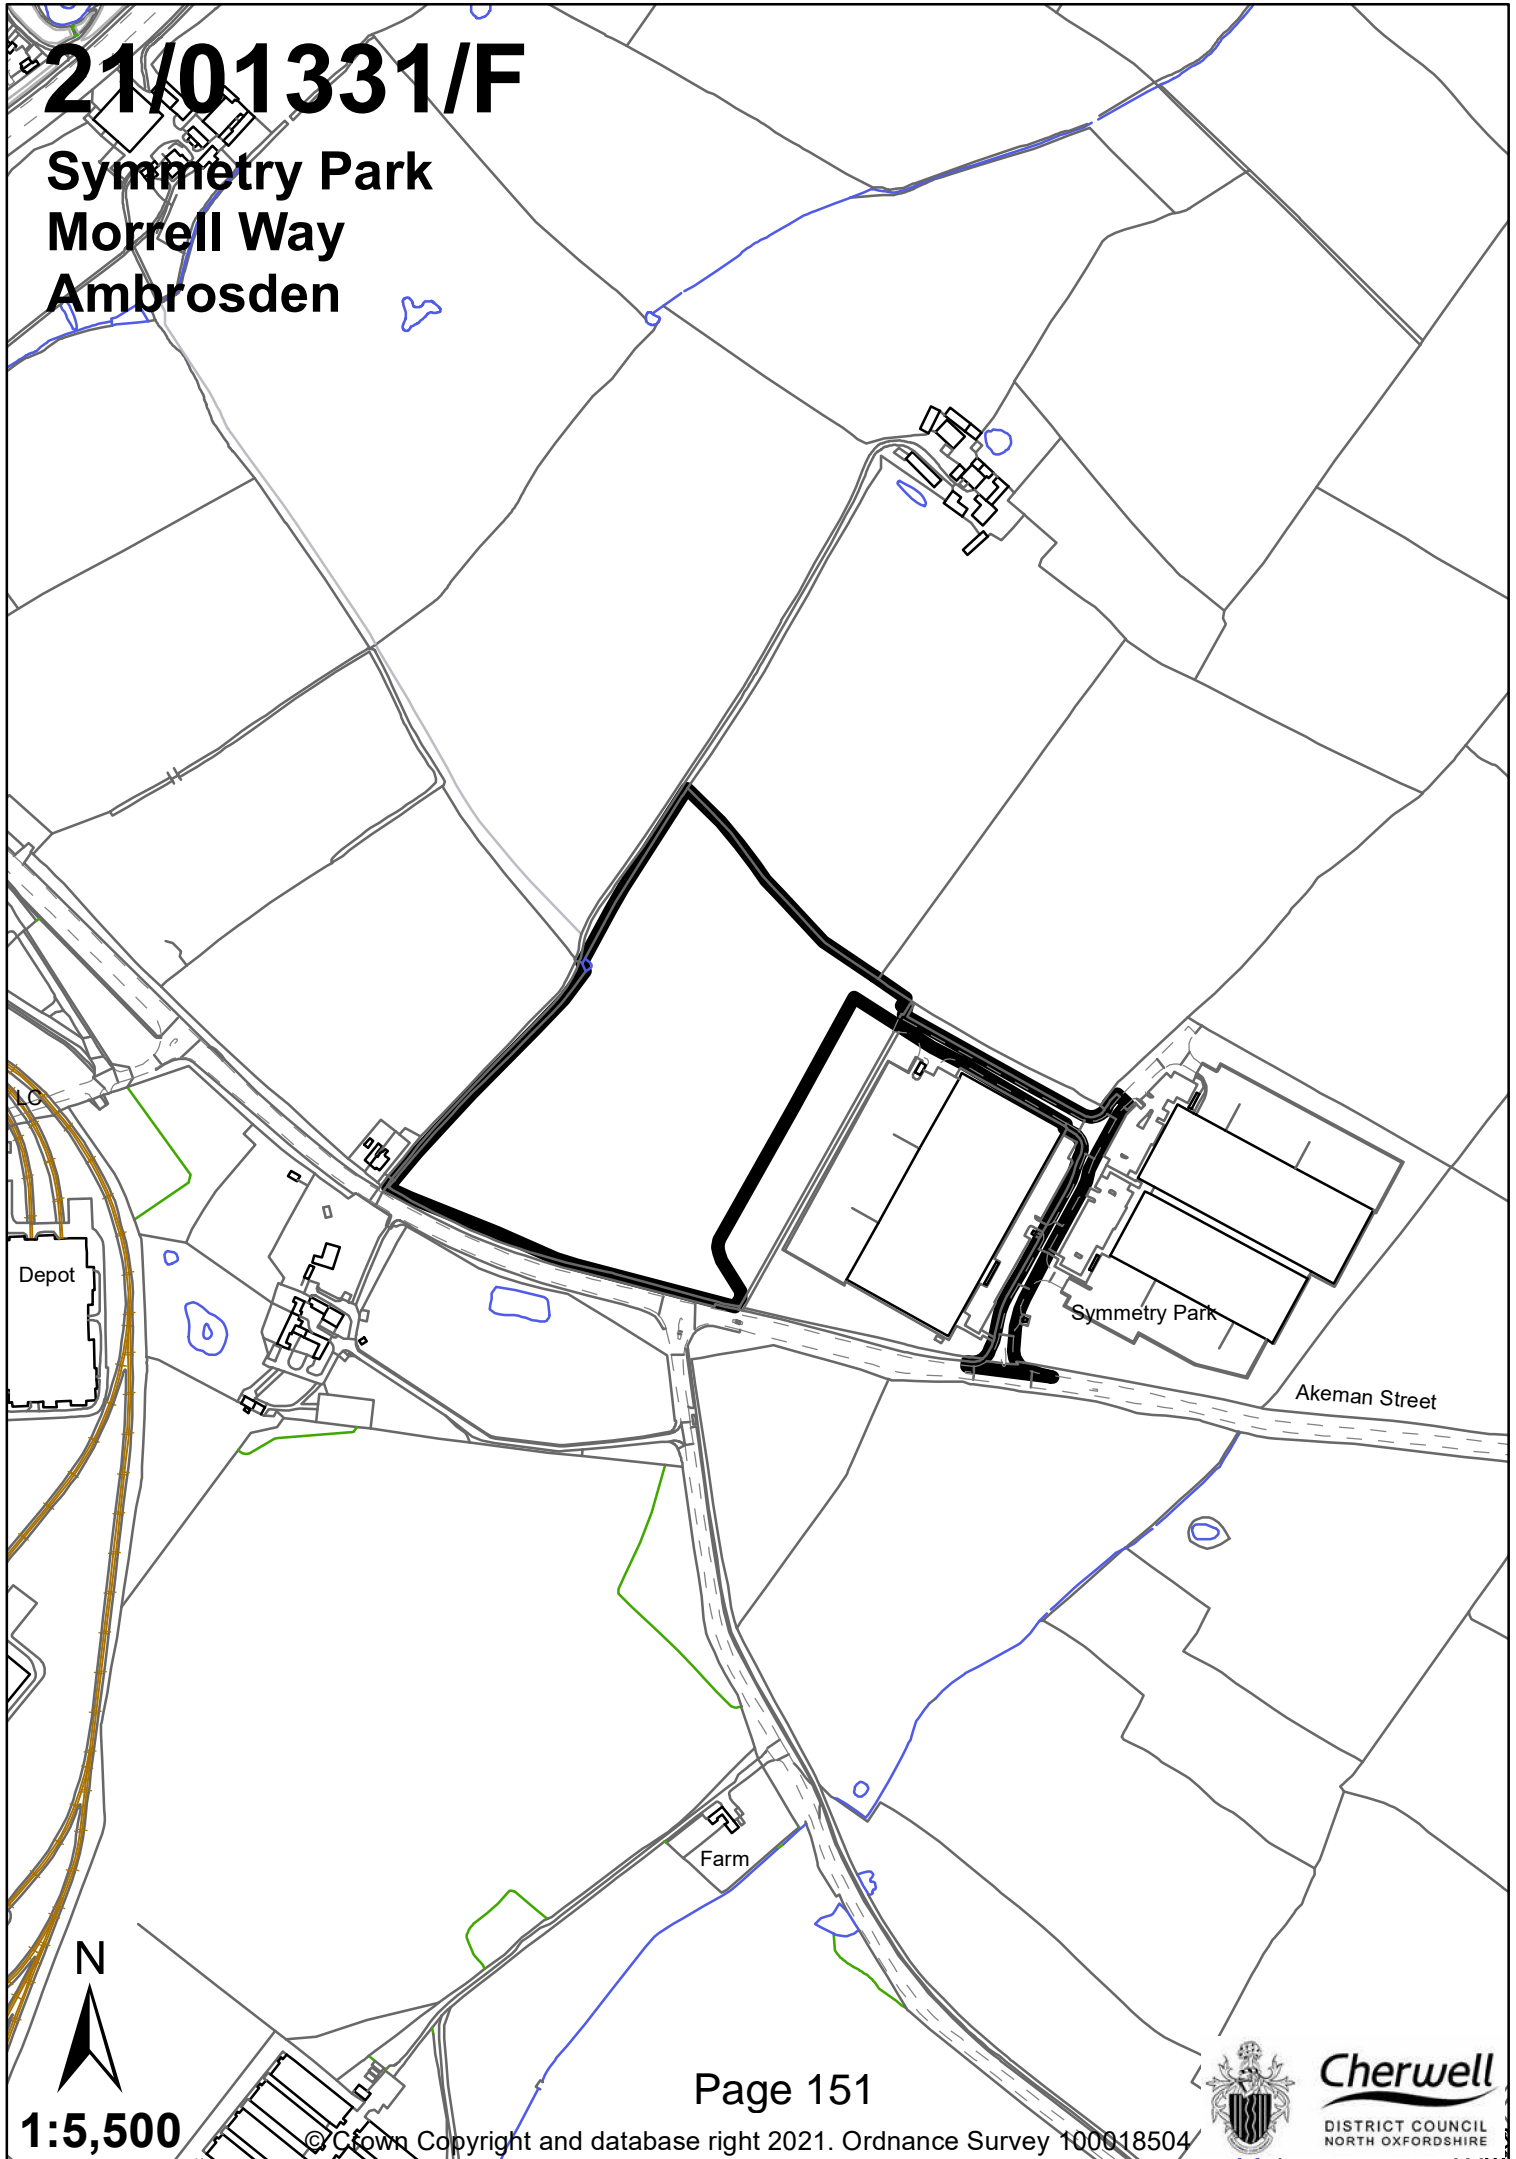 21/01331/F
Symmetry Park
Morrell Way
Ambrosden
LC
Depot
Symmetry Park
Akeman Street
Farm
N
1:5,500
Page 151
© Crown Copyright and database right 2021. Ordnance Survey 100018504
Cherwell
DISTRICT COUNCIL
NORTH OXFORDSHIRE